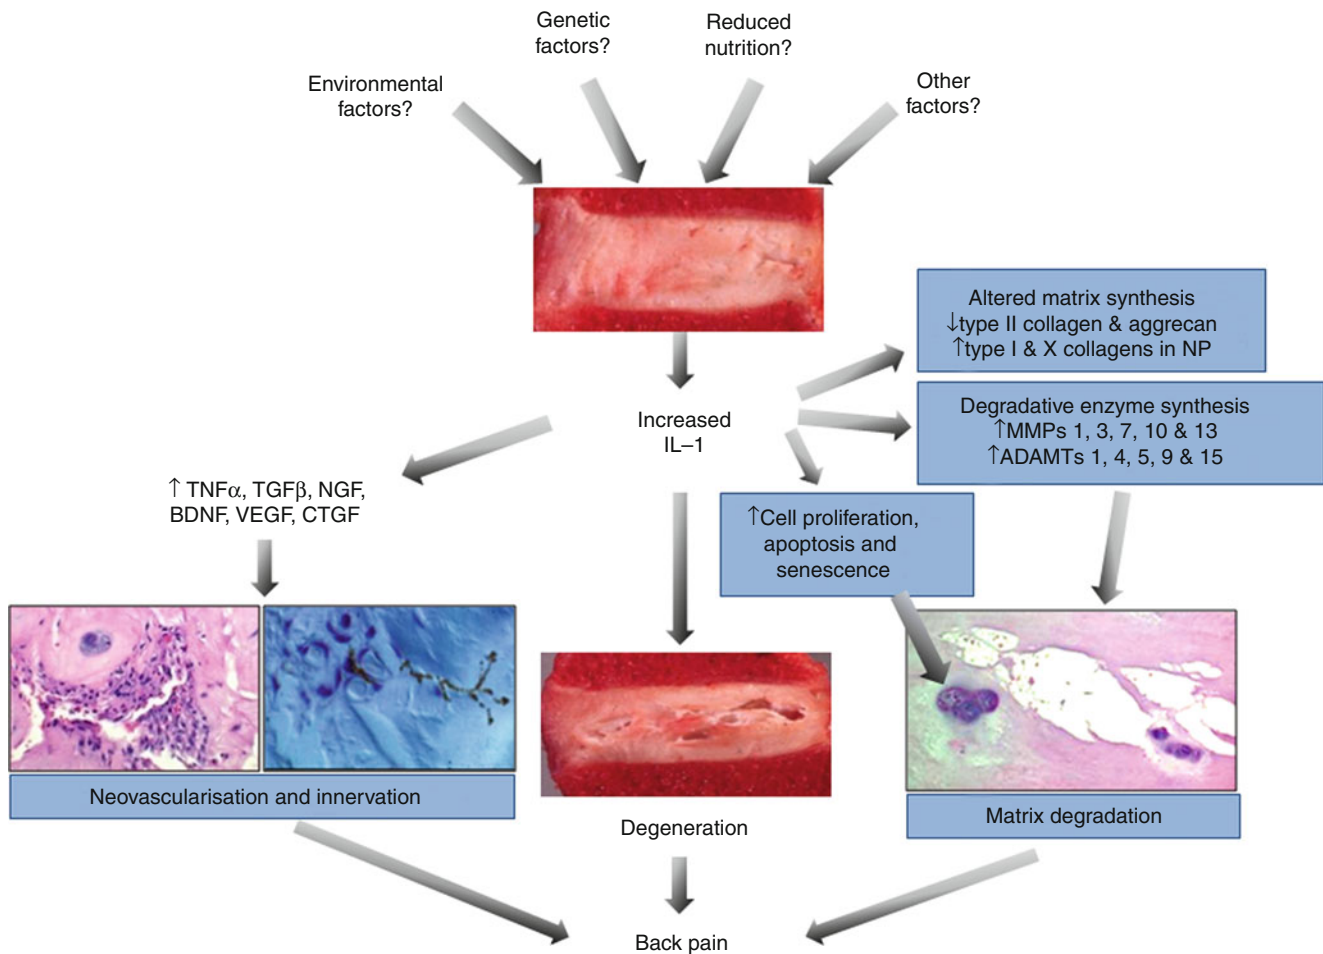 Genetic
factors?
Reduced
nutrition?
Environmental
factors?
Other
factors?
Altered matrix synthesis
↓type II collagen & aggrecan
↑type I & X collagens in NP
Increased
IL–1
Degradative enzyme synthesis
↑MMPs 1, 3, 7, 10 & 13
↑ADAMTs 1, 4, 5, 9 & 15
↑ TNFα, TGFβ, NGF,
BDNF, VEGF, CTGF
↑Cell proliferation,
apoptosis and
senescence
Neovascularisation and innervation
Degeneration
Matrix degradation
Back pain